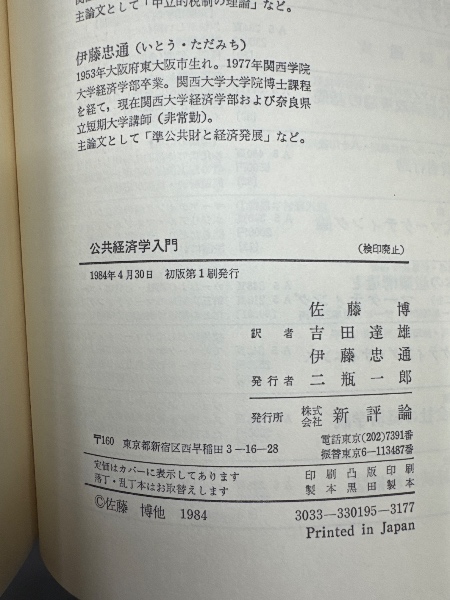 主論文として「中立的税制の理論」など。
伊藤忠通(いとう・ただみち)
1953年大阪府東大阪市生れ。1977年関西学院
大学経済学部卒業。関西大学大学院博士課程
を経て,現在関西大学経済学部および奈良県
立短期大学講師(非常勤)。
主論文として「準公共財と経済発展」など。
公共経済学入門 (検印廃止)
1984年4月30日 初版第1刷発行
佐藤 博
訳者 吉田達雄
伊藤忠通
発行者 二瓶一郎
発行所 株式会社 新評論
〒160 東京都新宿区西早稲田3-16-28
電話東京(202)7391番
振替東京6-113487番
定価はカバーに表示してあります
落丁・乱丁本はお取替えします
印刷 凸版印刷
製本 黒田製本
©佐藤 博他 1984
3033-330195-3177
Printed in Japan